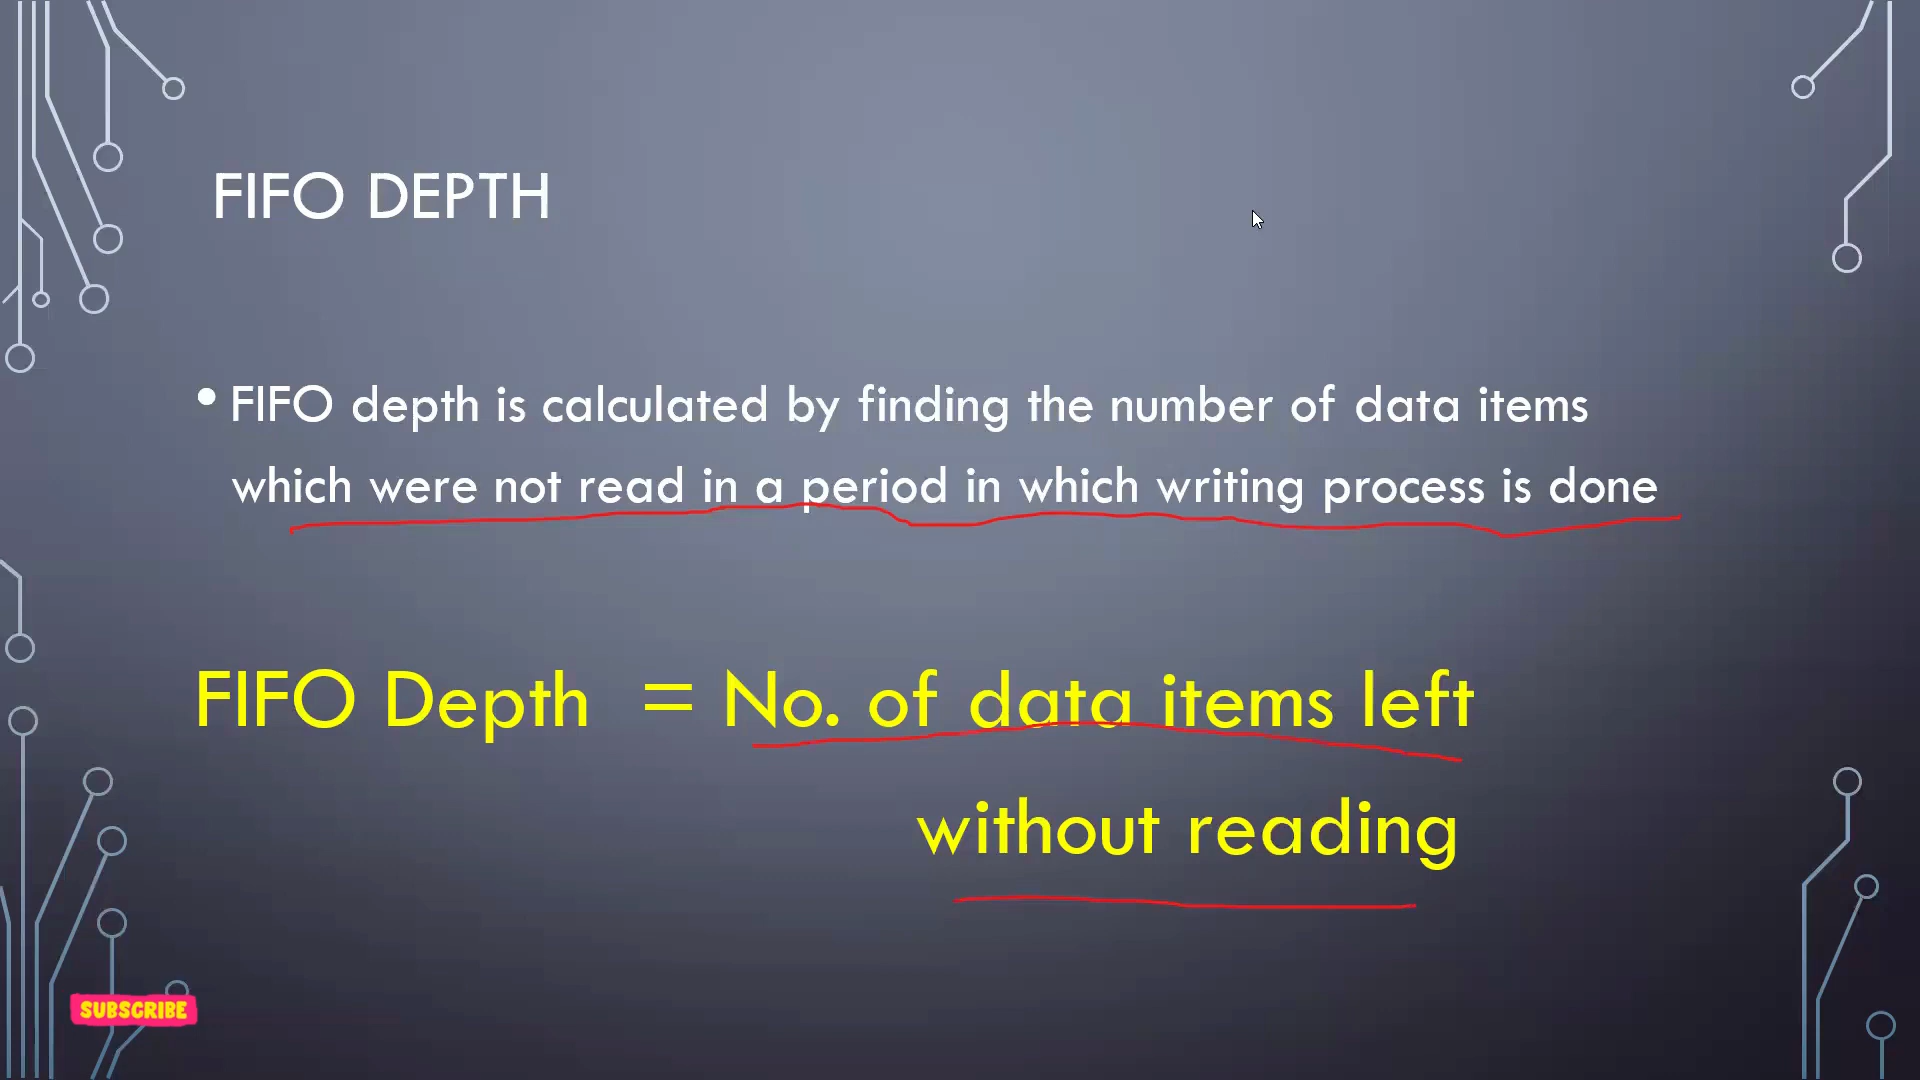 FIFO DEPTH
• FIFO depth is calculated by finding the number of data items
which were not read in a period in which writing process is done
FIFO Depth = No. of data items left
without reading
SUBSCRIBE